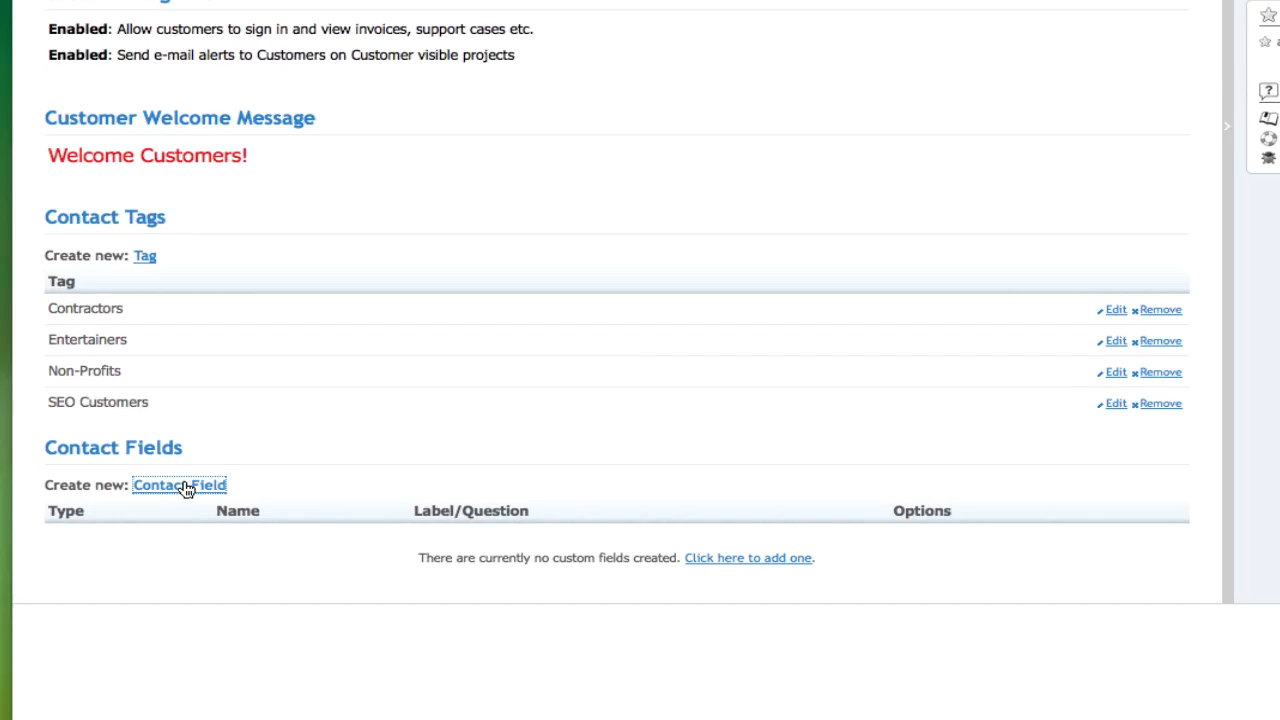 Enabled: Allow customers to sign in and view invoices, support cases etc.
Enabled: Send e-mail alerts to Customers on Customer visible projects
Customer Welcome Message
Welcome Customers!
Contact Tags
Create new: Tag
Tag
Contractors Edit Remove
Entertainers Edit Remove
Non-Profits Edit Remove
SEO Customers Edit Remove
Contact Fields
Create new: Contact Field
Type Name Label/Question Options
There are currently no custom fields created. Click here to add one.